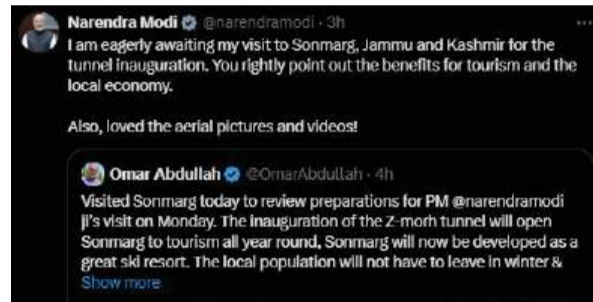 Narendra Modi @narendramodi · 3h
I am eagerly awaiting my visit to Sonmarg, Jammu and Kashmir for the
tunnel inauguration. You rightly point out the benefits for tourism and the
local economy.
Also, loved the aerial pictures and videos!
Omar Abdullah @OmarAbdullah · 4h
Visited Sonmarg today to review preparations for PM @narendramodi
ji's visit on Monday. The inauguration of the Z-morh tunnel will open
Sonmarg to tourism all year round, Sonmarg will now be developed as a
great ski resort. The local population will not have to leave in winter &
Show more